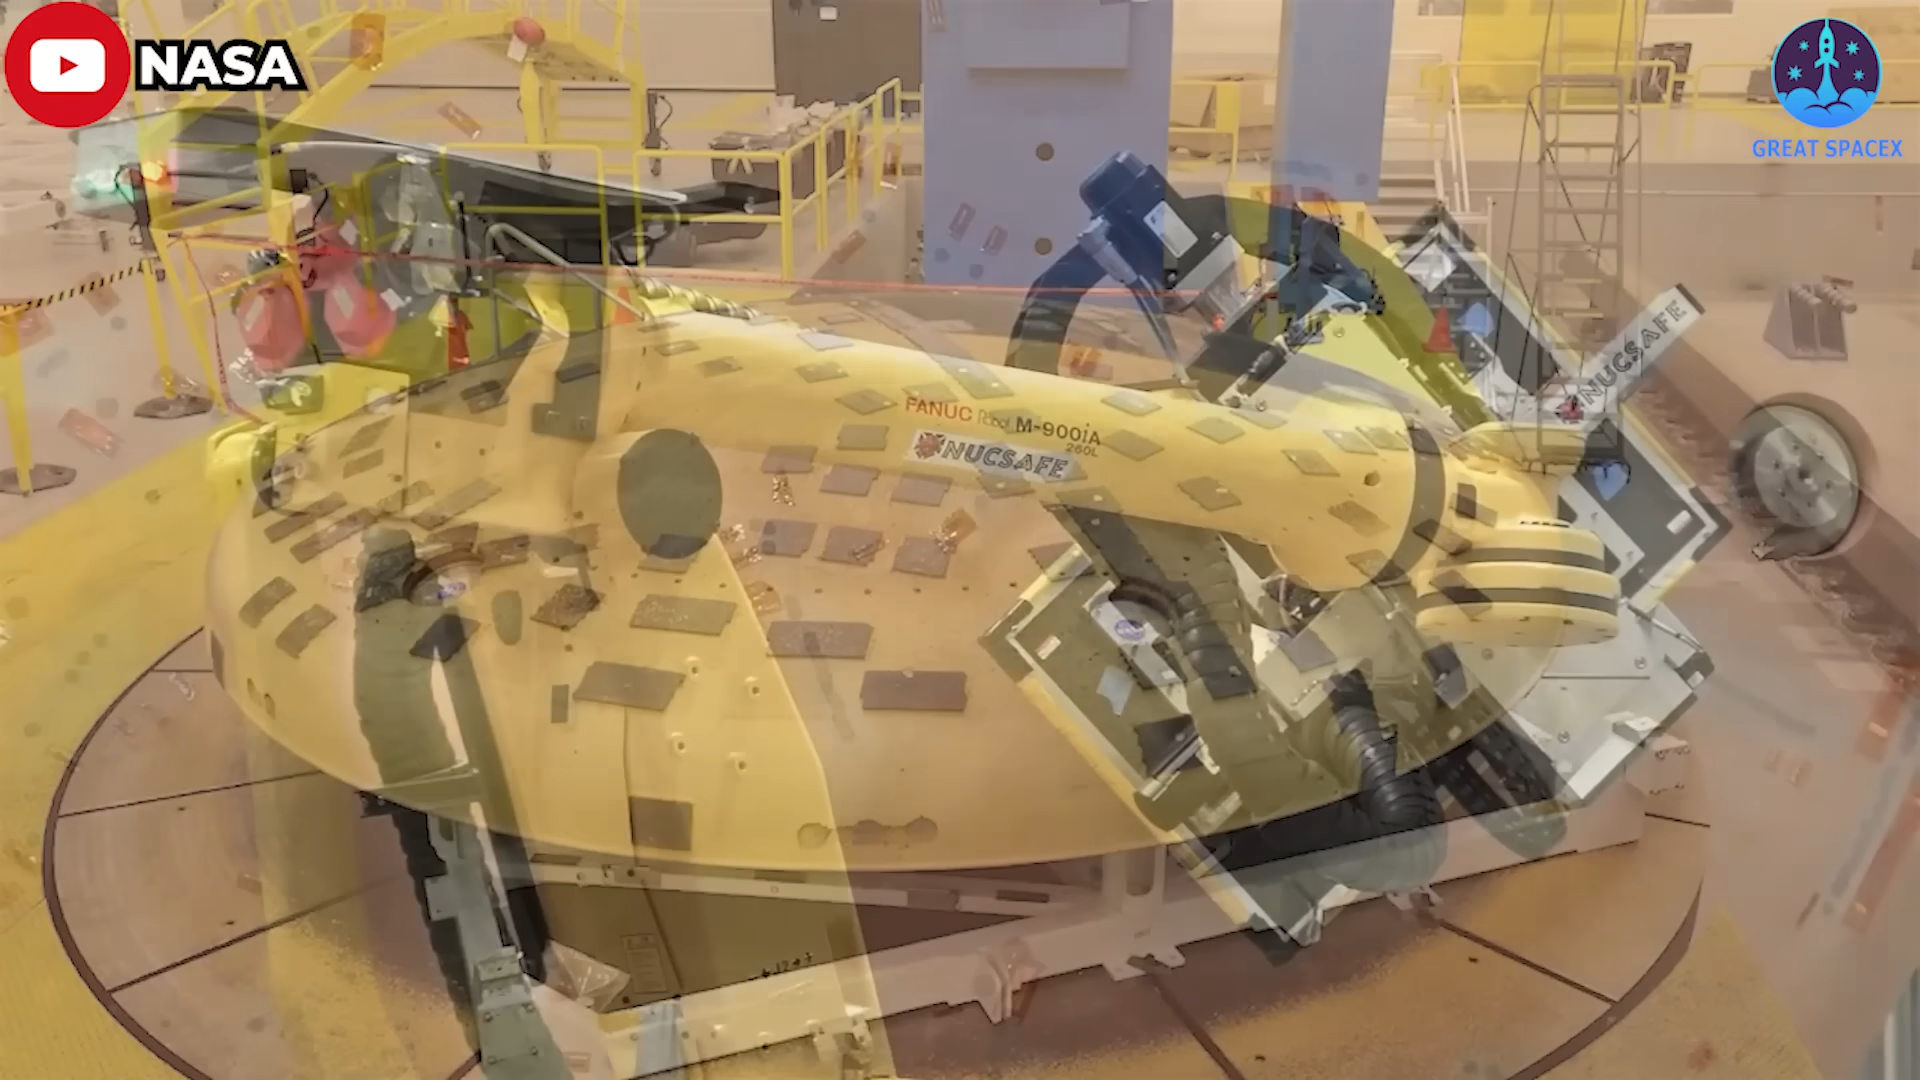 NASA
GREAT SPACEX
NUCSAFE
FANUC Robot M-900iA
260L
NUCSAFE